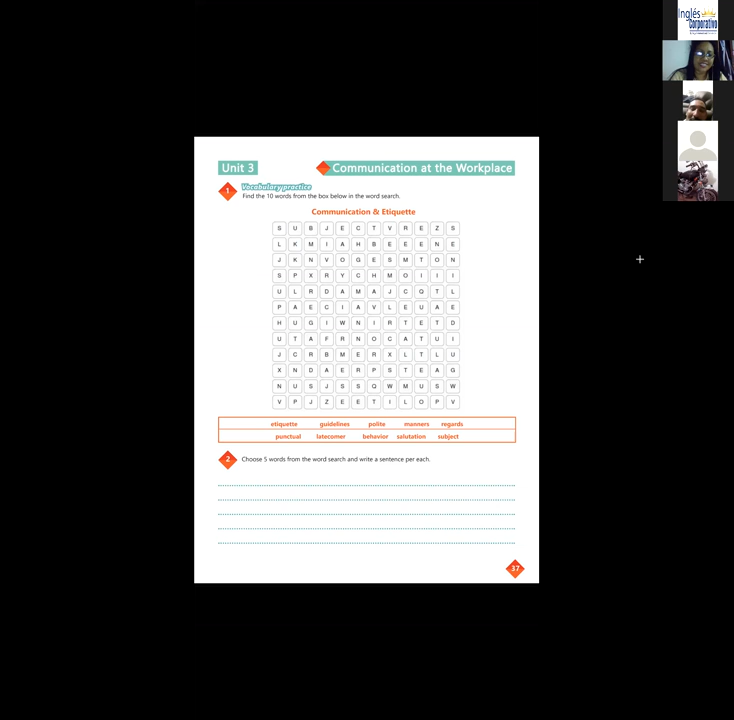 Inglés
Corporativo
Unit 3
Communication at the Workplace
1
Vocabulary practice
Find the 10 words from the box below in the word search.
Communication & Etiquette
S U B J E C T V R E Z S
L K M I A H B E E E N E
J K N V O G E S M T O N
S P X R Y C H M O I I I
U L R D A M A J C Q T L
P A E C I A V L E U A E
H U G I W N I R T E T D
U T A F R N O C A T U I
J C R B M E R X L T L U
X N D A E R P S T E A G
N U S J S S Q W M U S W
V P J Z E E T I L O P V
etiquette guidelines polite manners regards
punctual latecomer behavior salutation subject
2
Choose 5 words from the word search and write a sentence per each.
37